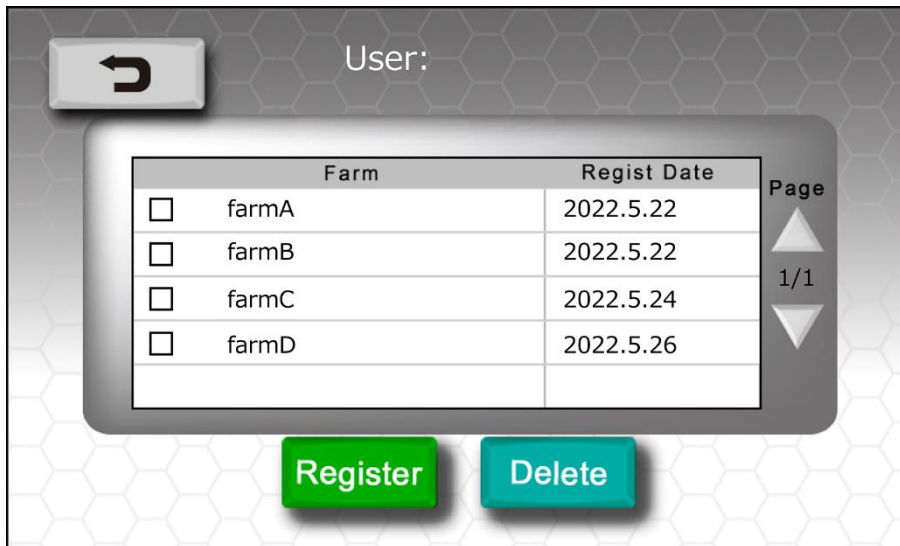 User:
Farm Regist Date
Page
farmA 2022.5.22
farmB 2022.5.22
1/1
farmC 2022.5.24
farmD 2022.5.26
Register Delete